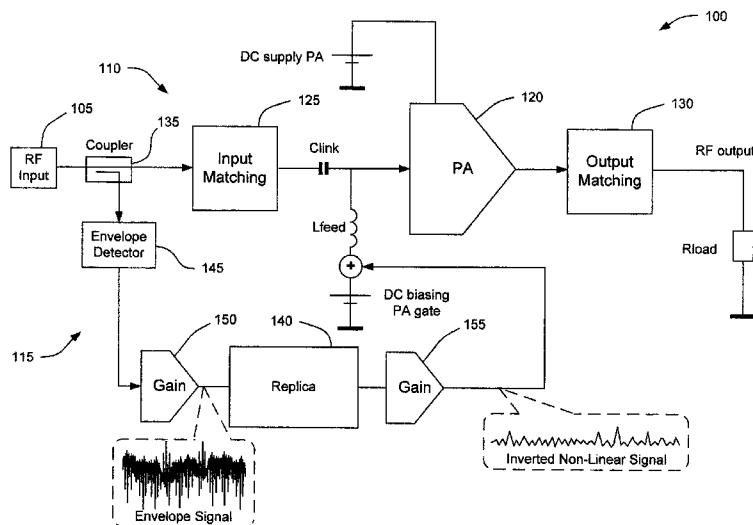 100
DC supply PA
110
120
105
135
125
130
Coupler
Clink
RF output
RF
Input
Input
Matching
PA
Output
Matching
Lfeed
Envelope
Detector
Rload
145
+
DC biasing
PA gate
150
140
155
115
Gain
Replica
Gain
Inverted Non-Linear Signal
Envelope Signal